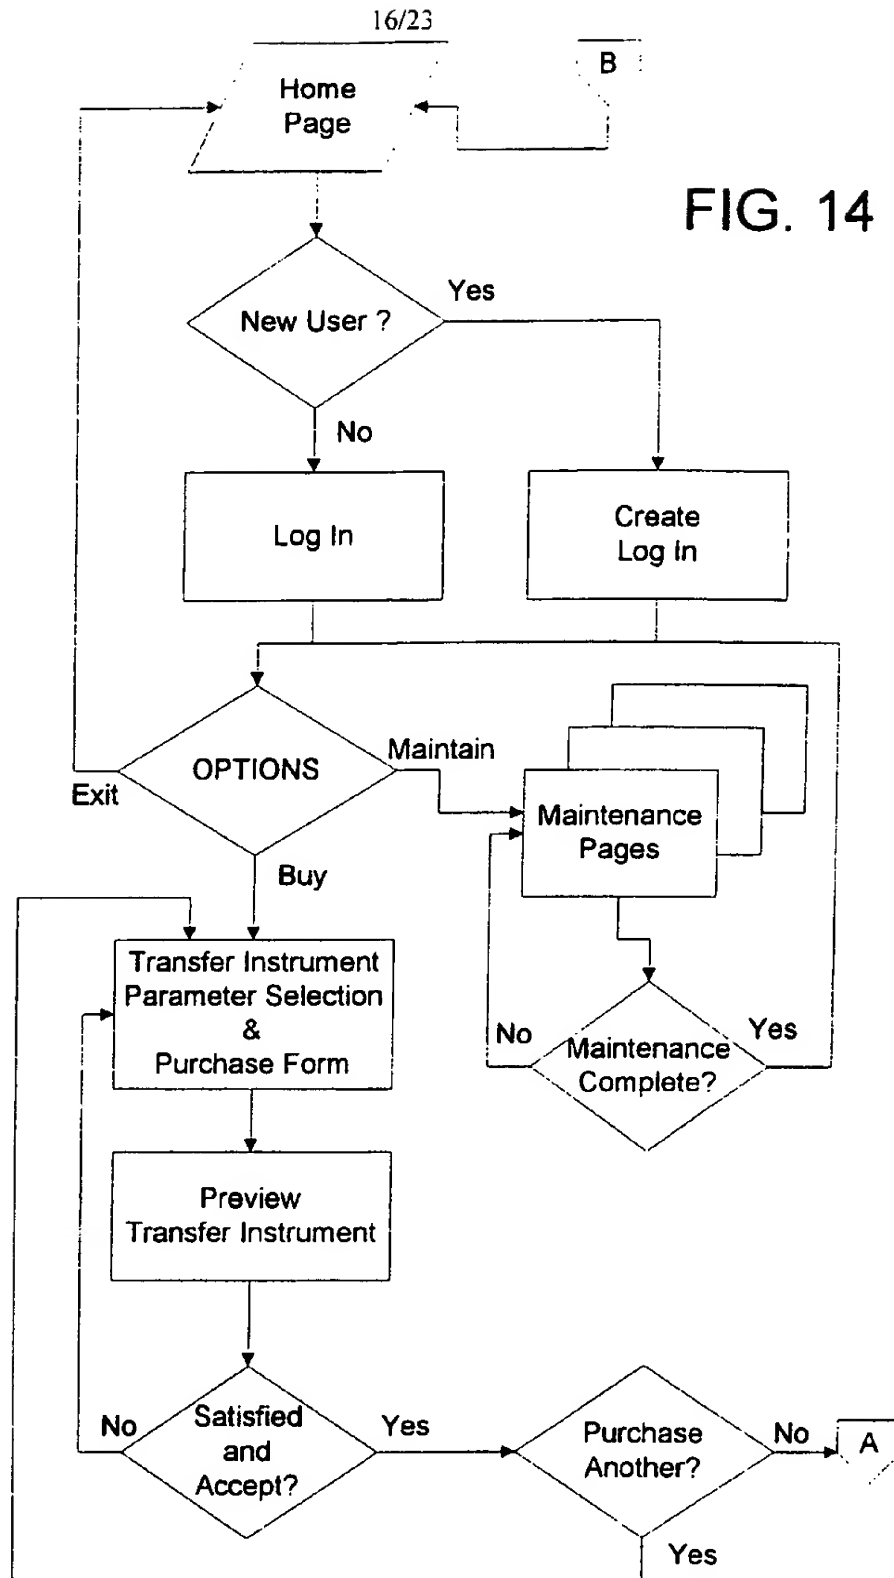 16/23
Home
Page
B
FIG. 14
New User ?
Yes
No
Log In
Create
Log In
OPTIONS
Maintain
Exit
Buy
Maintenance
Pages
Transfer Instrument
Parameter Selection
&
Purchase Form
No
Maintenance
Complete?
Yes
Preview
Transfer Instrument
No
Satisfied
and
Accept?
Yes
Purchase
Another?
No
A
Yes